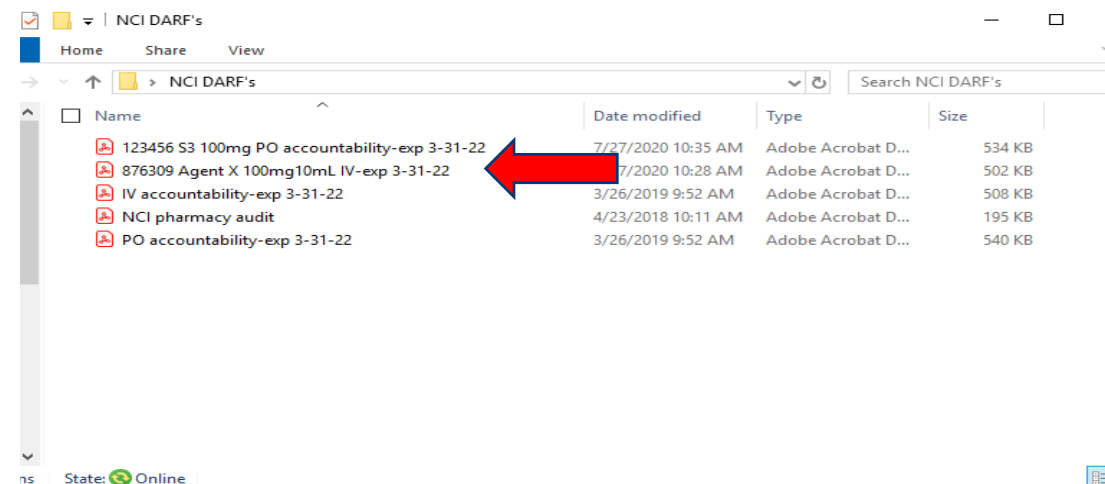 NCI DARF's
Home Share View
NCI DARF's Search NCI DARF's
Name Date modified Type Size
123456 S3 100mg PO accountability-exp 3-31-22 7/27/2020 10:35 AM Adobe Acrobat D... 534 KB
876309 Agent X 100mg10mL IV-exp 3-31-22 7/2020 10:28 AM Adobe Acrobat D... 502 KB
IV accountability-exp 3-31-22 3/26/2019 9:52 AM Adobe Acrobat D... 508 KB
NCI pharmacy audit 4/23/2018 10:11 AM Adobe Acrobat D... 195 KB
PO accountability-exp 3-31-22 3/26/2019 9:52 AM Adobe Acrobat D... 540 KB
ns State: Online